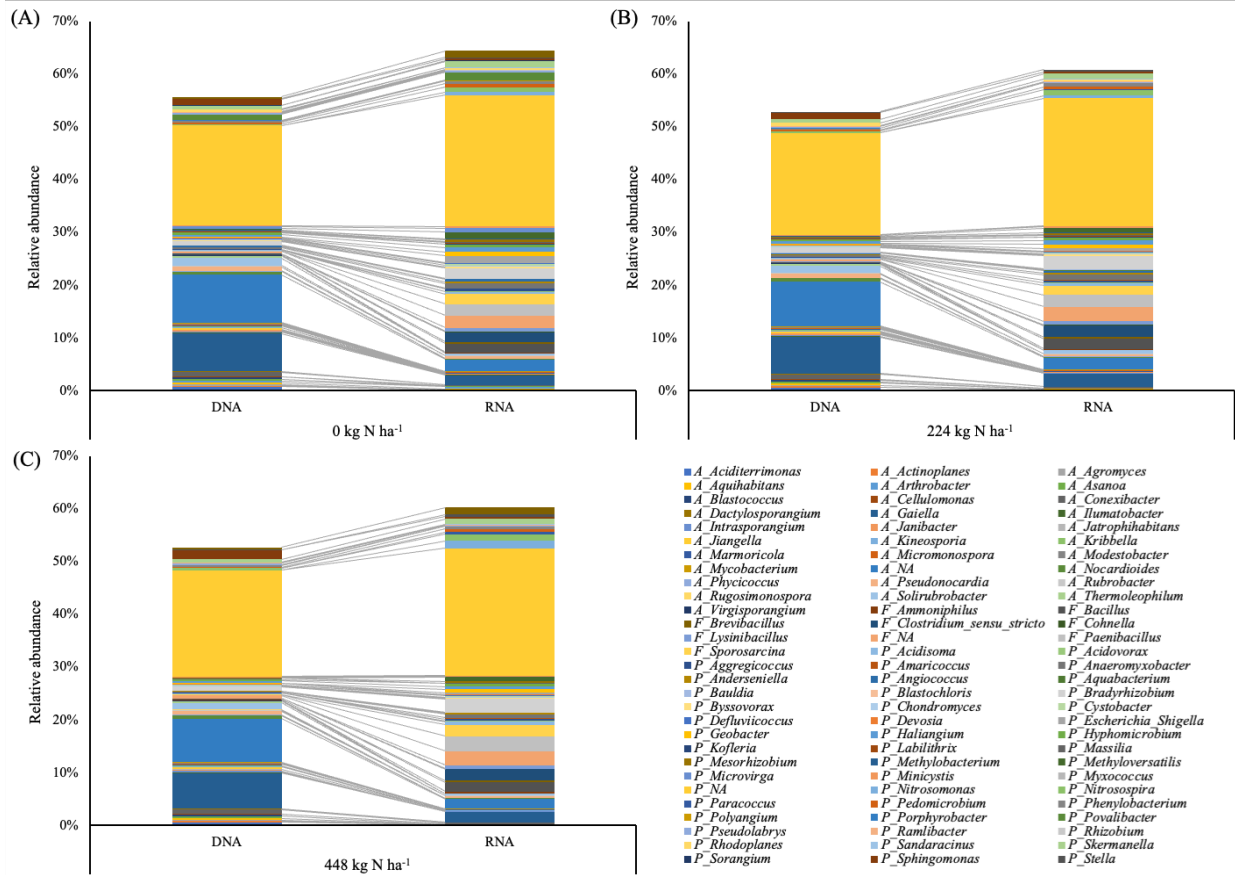 (A)
70%
60%
50%
40%
30%
20%
10%
0%
Relative abundance
DNA
RNA
0 kg N ha⁻¹
(B)
70%
60%
50%
40%
30%
20%
10%
0%
Relative abundance
DNA
RNA
224 kg N ha⁻¹
(C)
70%
60%
50%
40%
30%
20%
10%
0%
Relative abundance
DNA
RNA
448 kg N ha⁻¹
A_Aciditerrimonas A_Actinoplanes A_Agromyces
A_Aquihabitans A_Arthrobacter A_Asanoa
A_Blastococcus A_Cellulomonas A_Conexibacter
A_Dactylosporangium A_Gaiella A_Ilumatobacter
A_Intrasporangium A_Janibacter A_Jatrophihabitans
A_Jiangella A_Kineosporia A_Kribbella
A_Marmoricola A_Micromonospora A_Modestobacter
A_Mycobacterium A_NA A_Nocardioides
A_Phycicoccus A_Pseudonocardia A_Rubrobacter
A_Rugosimonospora A_Solirubrobacter A_Thermoleophilum
A_Virgisporangium F_Ammoniphilus F_Bacillus
F_Brevibacillus F_Clostridium_sensu_stricto F_Cohnella
F_Lysinibacillus F_NA F_Paenibacillus
F_Sporosarcina P_Acidisoma P_Acidovorax
P_Aggregicoccus P_Amaricoccus P_Anaeromyxobacter
P_Anderseniella P_Angiococcus P_Aquabacterium
P_Bauldia P_Blastochloris P_Bradyrhizobium
P_Byssovorax P_Chondromyces P_Cystobacter
P_Defluviicoccus P_Devosia P_Escherichia_Shigella
P_Geobacter P_Haliangium P_Hyphomicrobium
P_Kofleria P_Labilithrix P_Massilia
P_Mesorhizobium P_Methylobacterium P_Methyloversatilis
P_Microvirga P_Minicystis P_Myxococcus
P_NA P_Nitrosomonas P_Nitrosospira
P_Paracoccus P_Pedomicrobium P_Phenylobacterium
P_Polyangium P_Porphyrobacter P_Povalibacter
P_Pseudolabrys P_Ramlibacter P_Rhizobium
P_Rhodoplanes P_Sandaracinus P_Skermanella
P_Sorangium P_Sphingomonas P_Stella